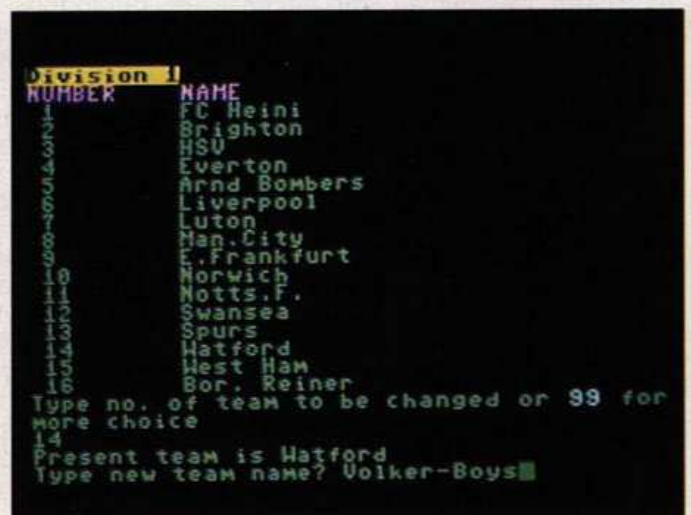 Division 1
NUMBER NAME
1 FC Heini
2 Brighton
3 HSV
4 Everton
5 Arnd Bombers
6 Liverpool
7 Luton
8 Man.City
9 E.Frankfurt
10 Norwich
11 Notts.F.
12 Swansea
13 Spurs
14 Watford
15 West Ham
16 Bor. Reiner
Type no. of team to be changed or 99 for
more choice
14
Present team is Watford
Type new team name? Volker-Boys